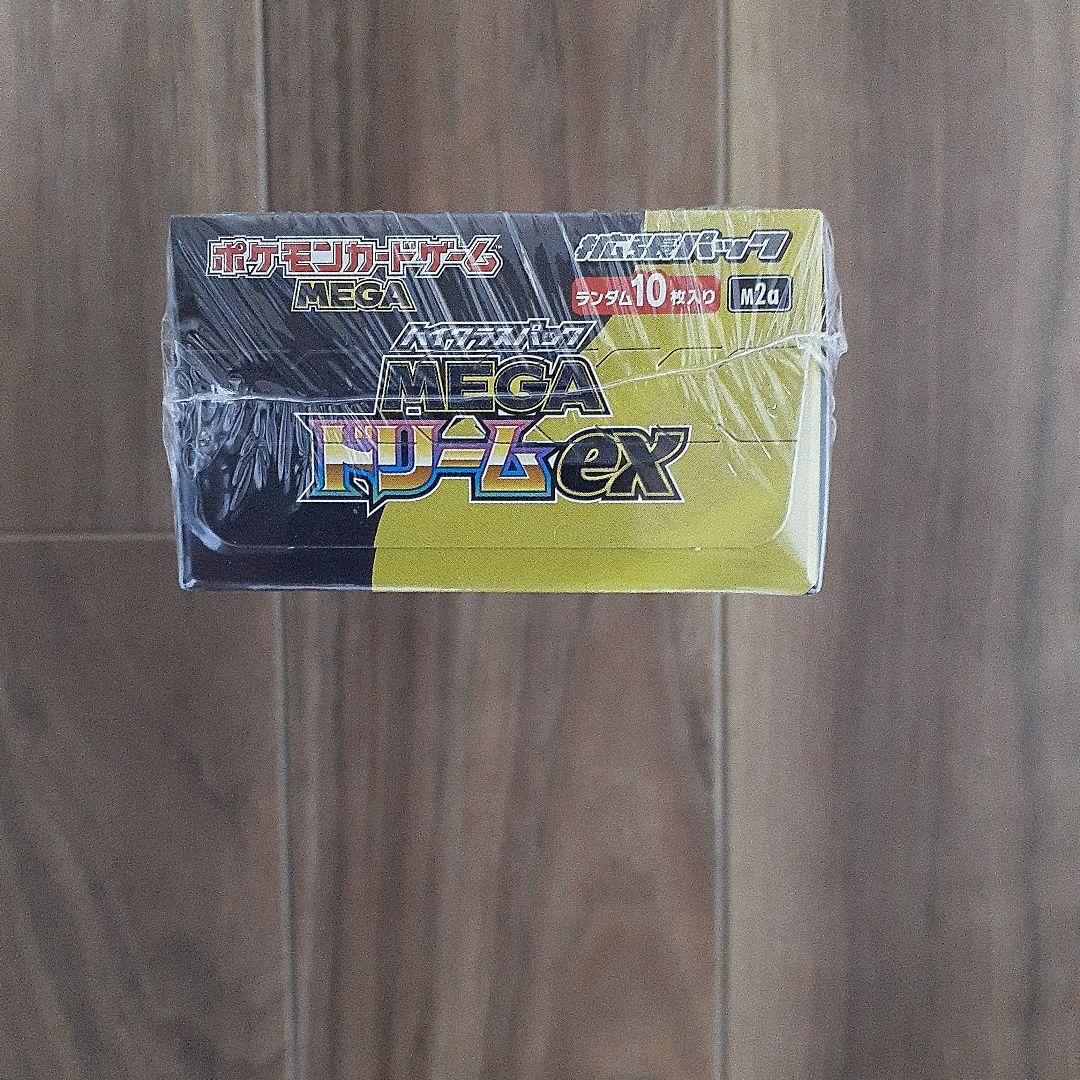 ポケモンカードゲーム™
MEGA
拡張パック
ランダム10枚入り M2a
ハイクラスパック
MEGA
ドリームex